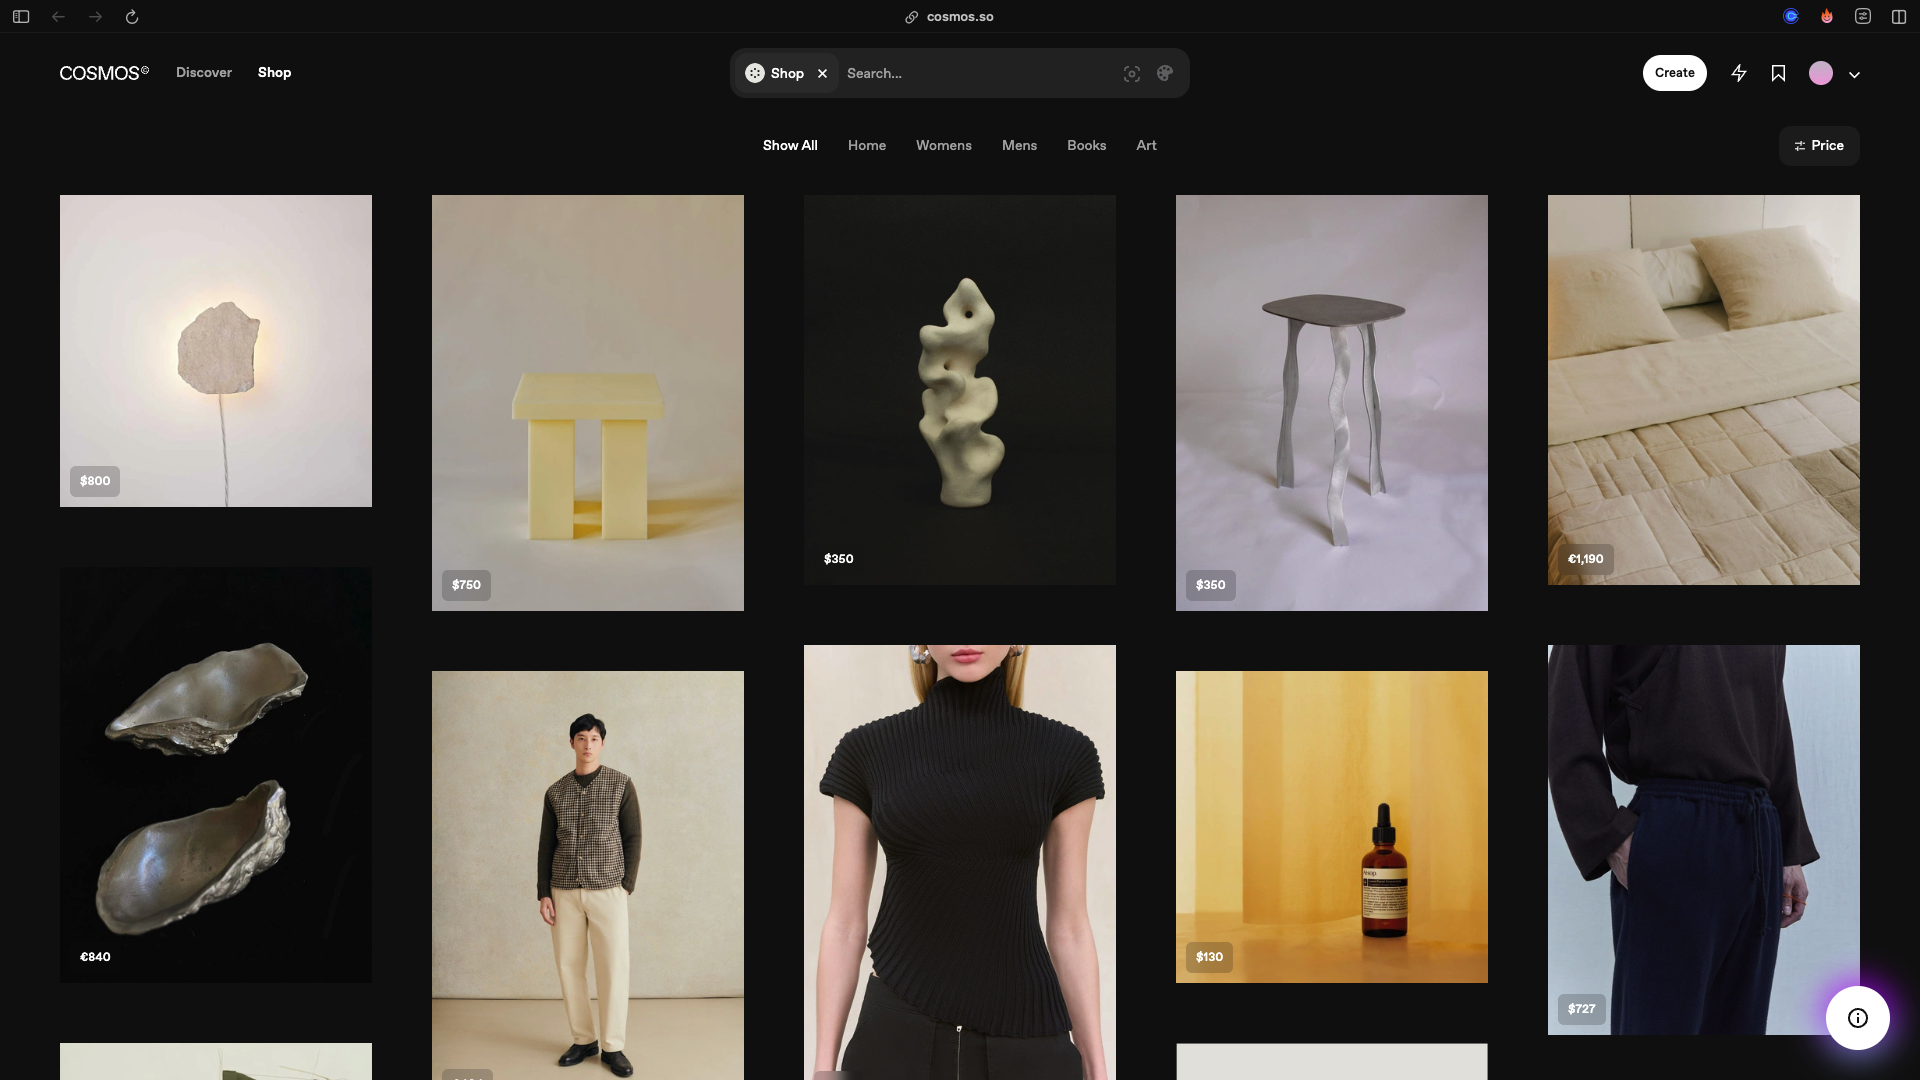 cosmos.so
COSMOS©
Discover
Shop
Shop
Search...
Create
Show All
Home
Womens
Mens
Books
Art
Price
$800
$750
$350
$350
€1,190
€840
Aesop.
$130
$727